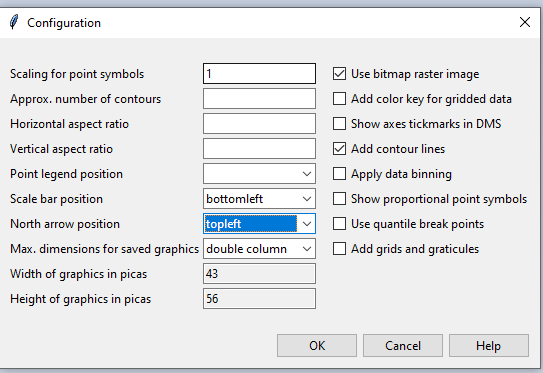 Configuration
Scaling for point symbols 1 Use bitmap raster image
Approx. number of contours Add color key for gridded data
Horizontal aspect ratio Show axes tickmarks in DMS
Vertical aspect ratio Add contour lines
Point legend position Apply data binning
Scale bar position bottomleft Show proportional point symbols
North arrow position topleft Use quantile break points
Max. dimensions for saved graphics double column Add grids and graticules
Width of graphics in picas 43
Height of graphics in picas 56
OK Cancel Help